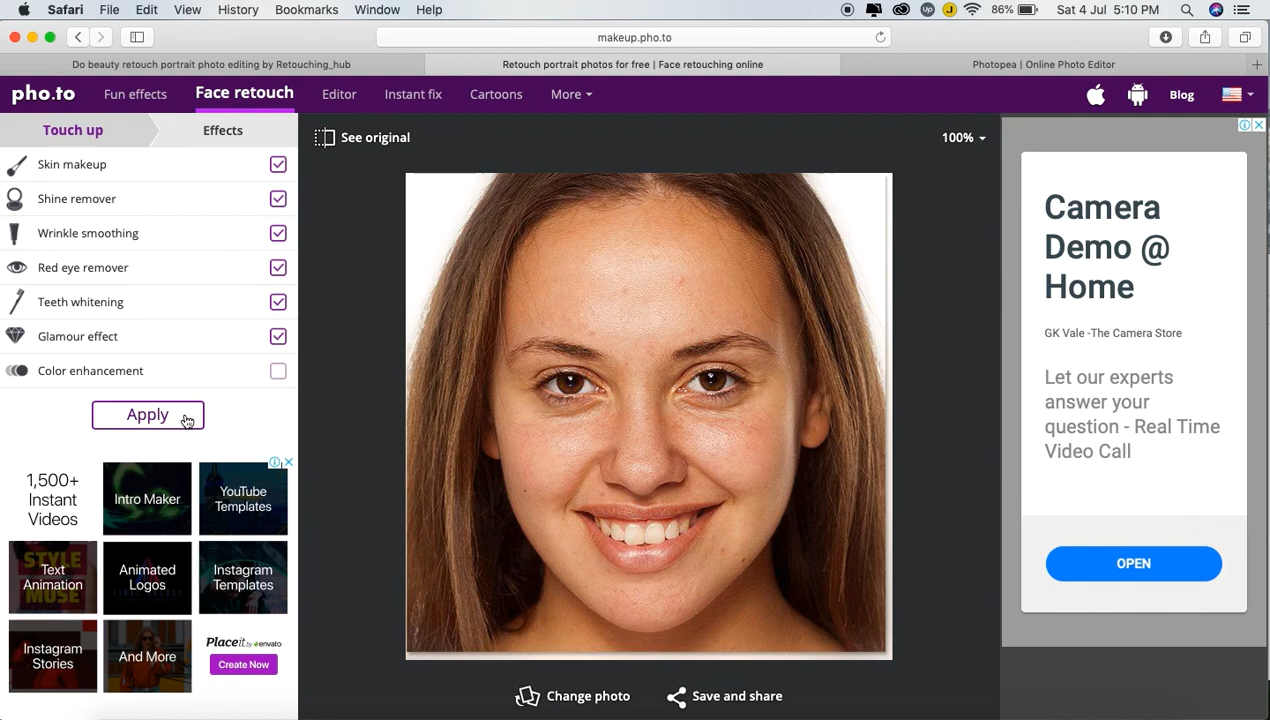 Safari File Edit View History Bookmarks Window Help
Up J 86% Sat 4 Jul 5:10 PM
makeup.pho.to
Do beauty retouch portrait photo editing by Retouching_hub
Retouch portrait photos for free | Face retouching online
Photopea | Online Photo Editor
pho.to Fun effects Face retouch Editor Instant fix Cartoons More Blog
Touch up Effects
Skin makeup
Shine remover
Wrinkle smoothing
Red eye remover
Teeth whitening
Glamour effect
Color enhancement
Apply
1,500+
Instant
Videos
Intro Maker
YouTube
Templates
STYLE
MUSE
Text
Animation
Animated
Logos
Instagram
Templates
Instagram
Stories
And More
Placeit by envato
Create Now
See original
100%
Change photo
Save and share
Camera
Demo @
Home
GK Vale -The Camera Store
Let our experts
answer your
question - Real Time
Video Call
OPEN